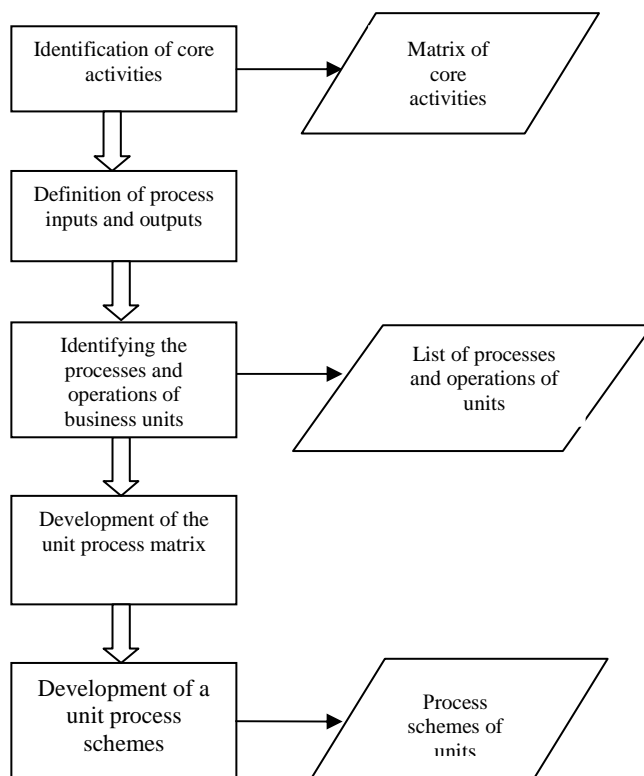 Identification of core
activities
Matrix of
core
activities
Definition of process
inputs and outputs
Identifying the
processes and
operations of
business units
List of processes
and operations of
units
Development of the
unit process matrix
Development of a
unit process
schemes
Process
schemes of
units